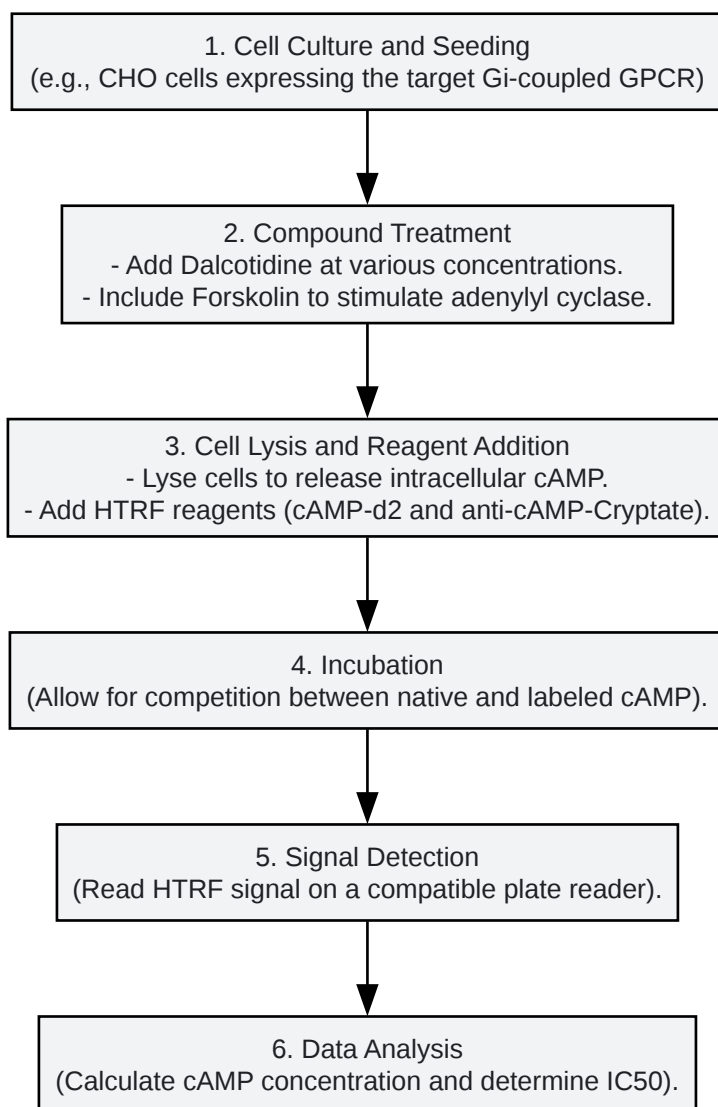 1. Cell Culture and Seeding
(e.g., CHO cells expressing the target Gi-coupled GPCR)
2. Compound Treatment
- Add Dalcotidine at various concentrations.
- Include Forskolin to stimulate adenylyl cyclase.
3. Cell Lysis and Reagent Addition
- Lyse cells to release intracellular cAMP.
- Add HTRF reagents (cAMP-d2 and anti-cAMP-Cryptate).
4. Incubation
(Allow for competition between native and labeled cAMP).
5. Signal Detection
(Read HTRF signal on a compatible plate reader).
6. Data Analysis
(Calculate cAMP concentration and determine IC50).